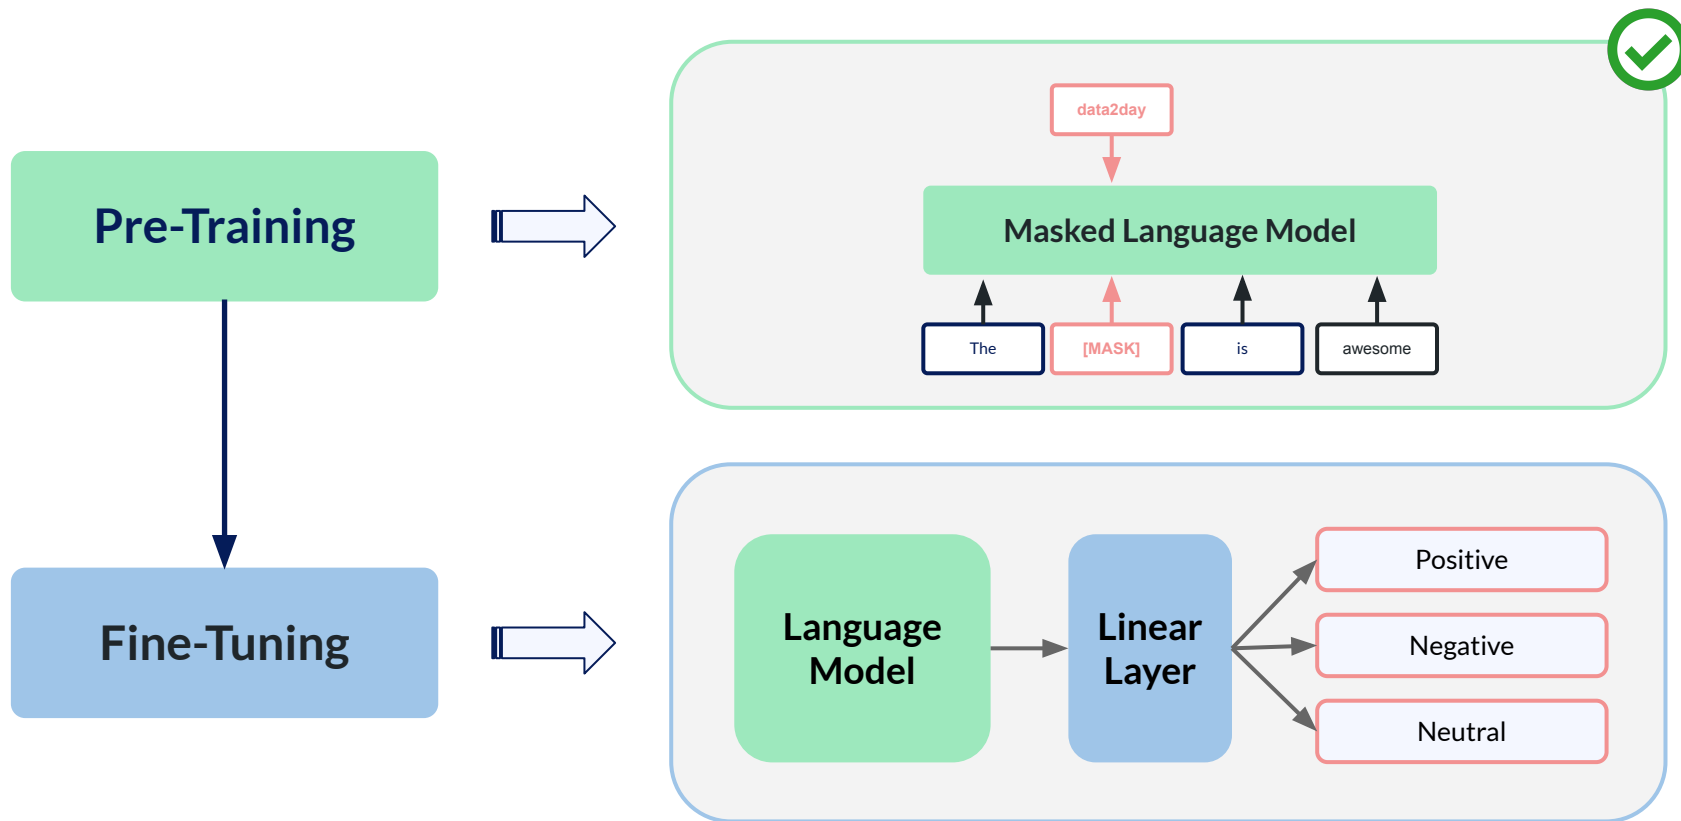 data2day
Pre-Training
Masked Language Model
The
[MASK]
is
awesome
Fine-Tuning
Language
Model
Linear
Layer
Positive
Negative
Neutral